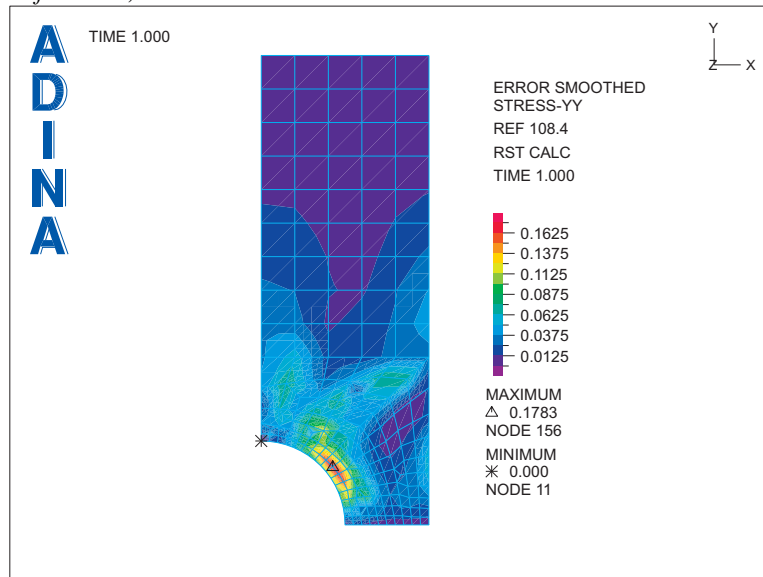 ADINA
TIME 1.000
Y
Z X
ERROR SMOOTHED
STRESS-YY
REF 108.4
RST CALC
TIME 1.000
0.1625
0.1375
0.1125
0.0875
0.0625
0.0375
0.0125
MAXIMUM
0.1783
NODE 156
MINIMUM
0.000
NODE 11